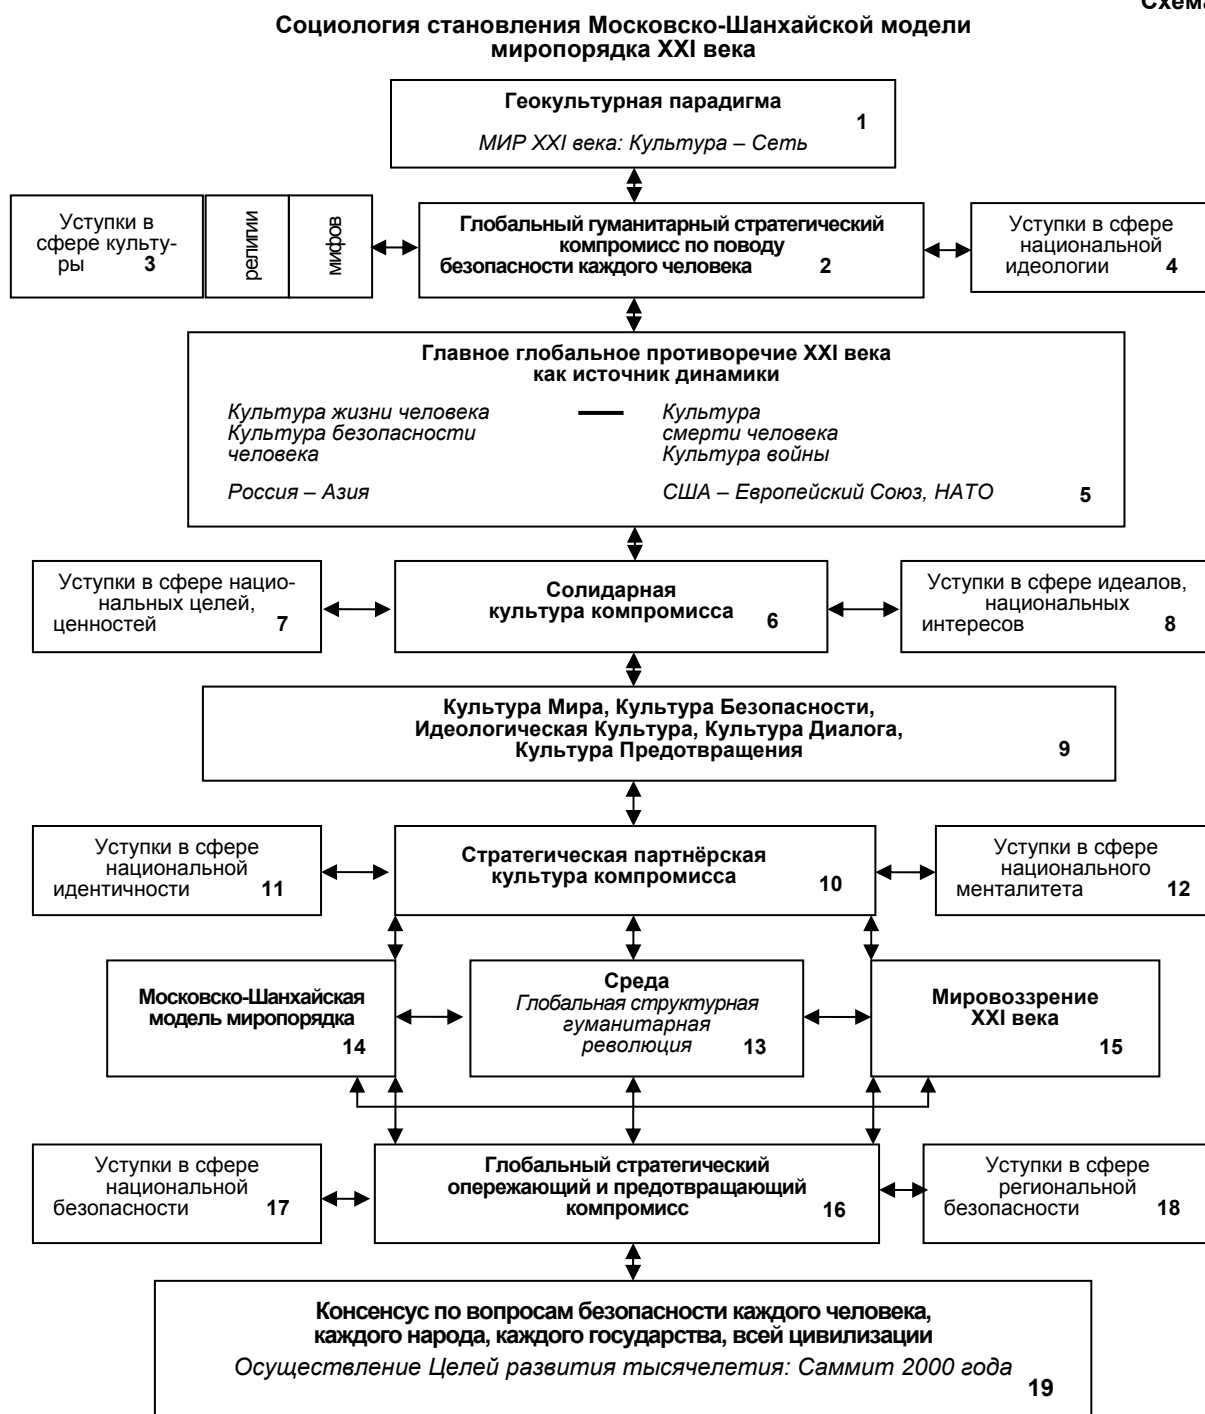 Схема
Социология становления Московско-Шанхайской модели
миропорядка XXI века
Геокультурная парадигма
1
МИР XXI века: Культура – Сеть
Уступки в
сфере культу-
ры 3
религии
мифов
Глобальный гуманитарный стратегический
компромисс по поводу
безопасности каждого человека 2
Уступки в сфере
национальной
идеологии 4
Главное глобальное противоречие XXI века
как источник динамики
Культура жизни человека — Культура
Культура безопасности смерти человека
человека Культура войны
Россия – Азия США – Европейский Союз, НАТО 5
Уступки в сфере нацио-
нальных целей,
ценностей 7
Солидарная
культура компромисса 6
Уступки в сфере идеалов,
национальных
интересов 8
Культура Мира, Культура Безопасности,
Идеологическая Культура, Культура Диалога,
Культура Предотвращения 9
Уступки в сфере
национальной
идентичности 11
Стратегическая партнёрская
культура компромисса 10
Уступки в сфере
национального
менталитета 12
Московско-Шанхайская
модель миропорядка
14
Среда
Глобальная структурная
гуманитарная
революция 13
Мировоззрение
XXI века
15
Уступки в сфере
национальной
безопасности 17
Глобальный стратегический
опережающий и предотвращающий
компромисс 16
Уступки в сфере
региональной
безопасности 18
Консенсус по вопросам безопасности каждого человека,
каждого народа, каждого государства, всей цивилизации
Осуществление Целей развития тысячелетия: Саммит 2000 года
19